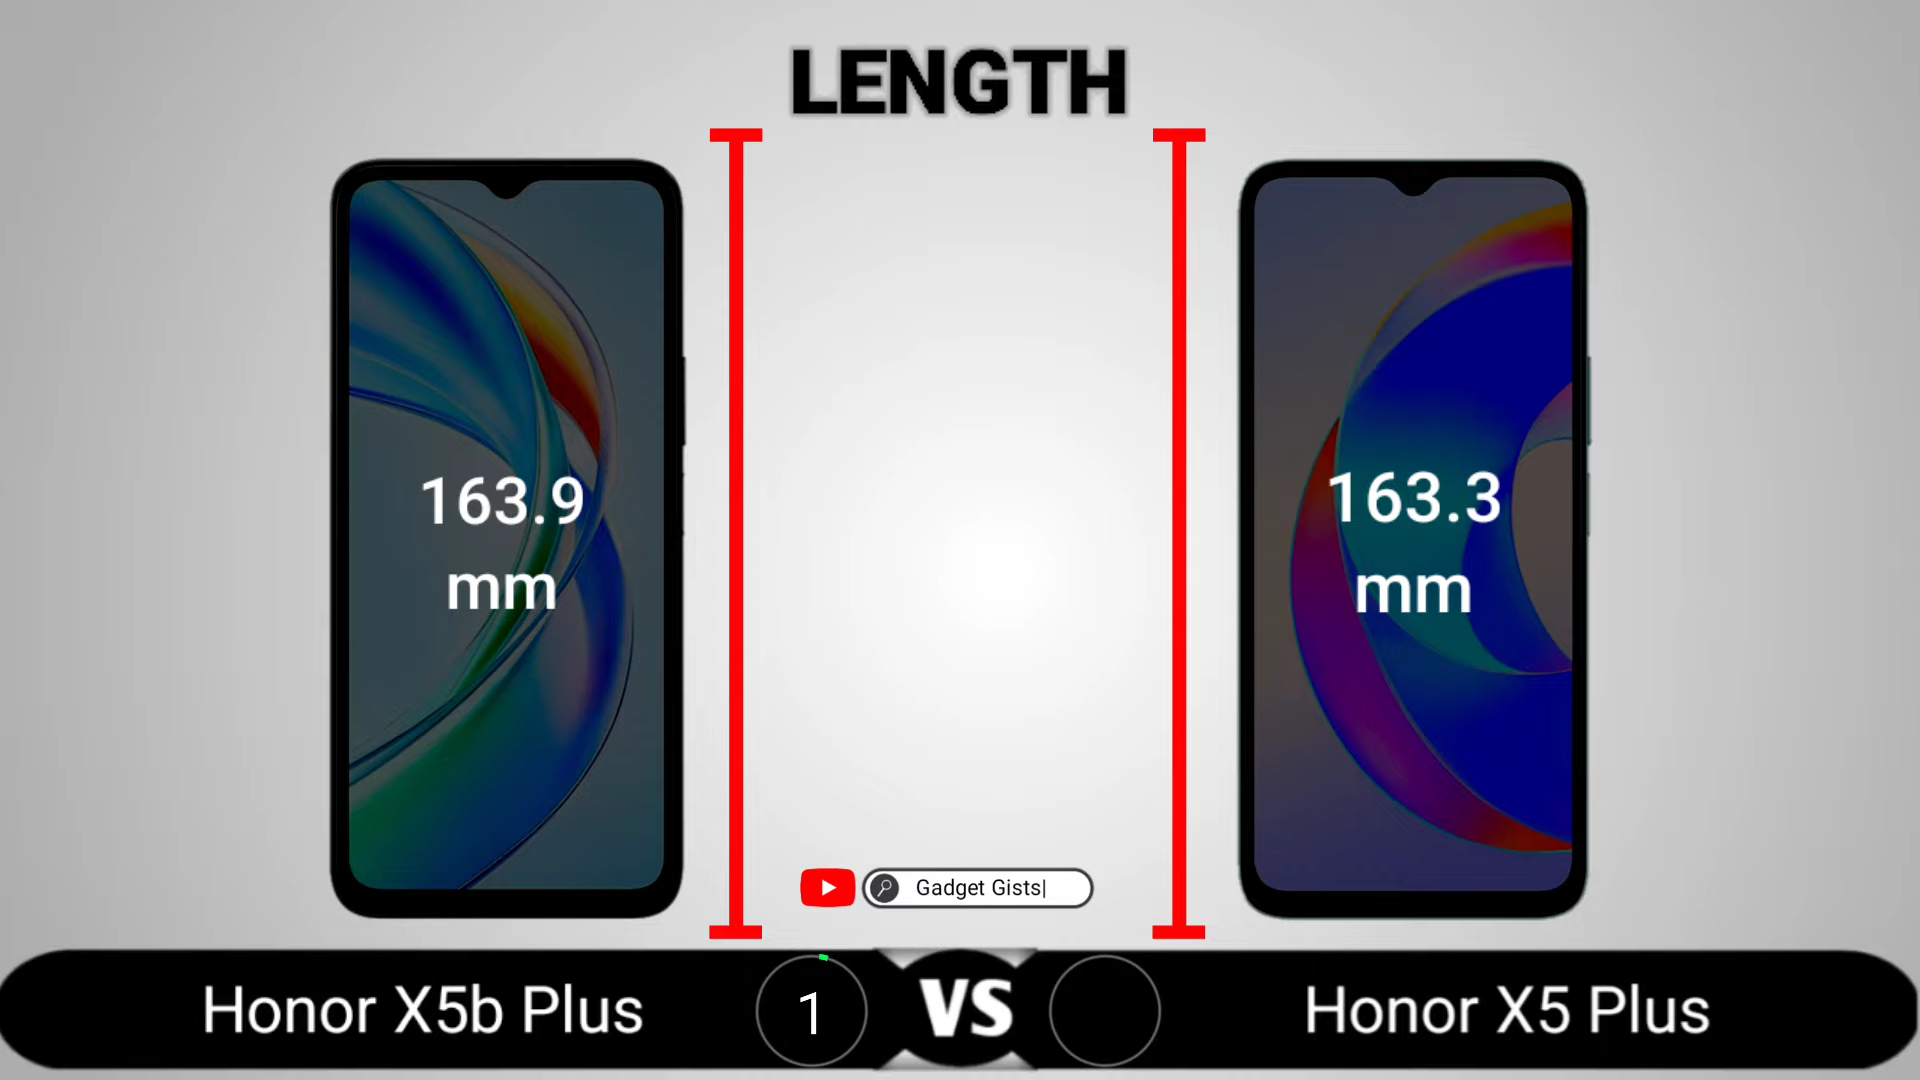 LENGTH
163.9
mm
163.3
mm
Gadget Gists|
Honor X5b Plus
1
VS
Honor X5 Plus